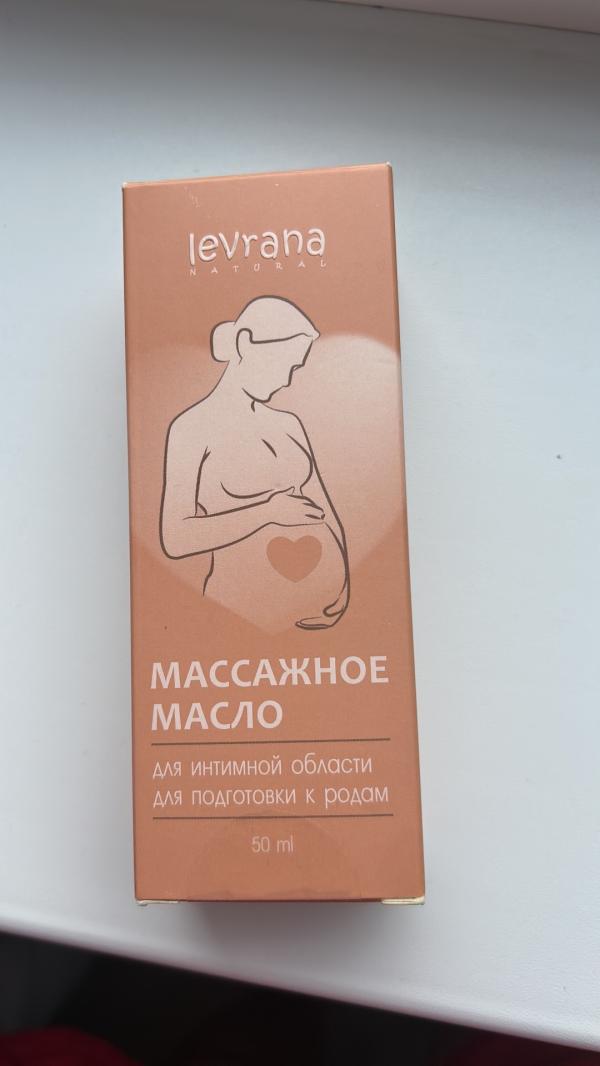 levrana
NATURAL
МАССАЖНОЕ
МАСЛО
для интимной области
для подготовки к родам
50 ml